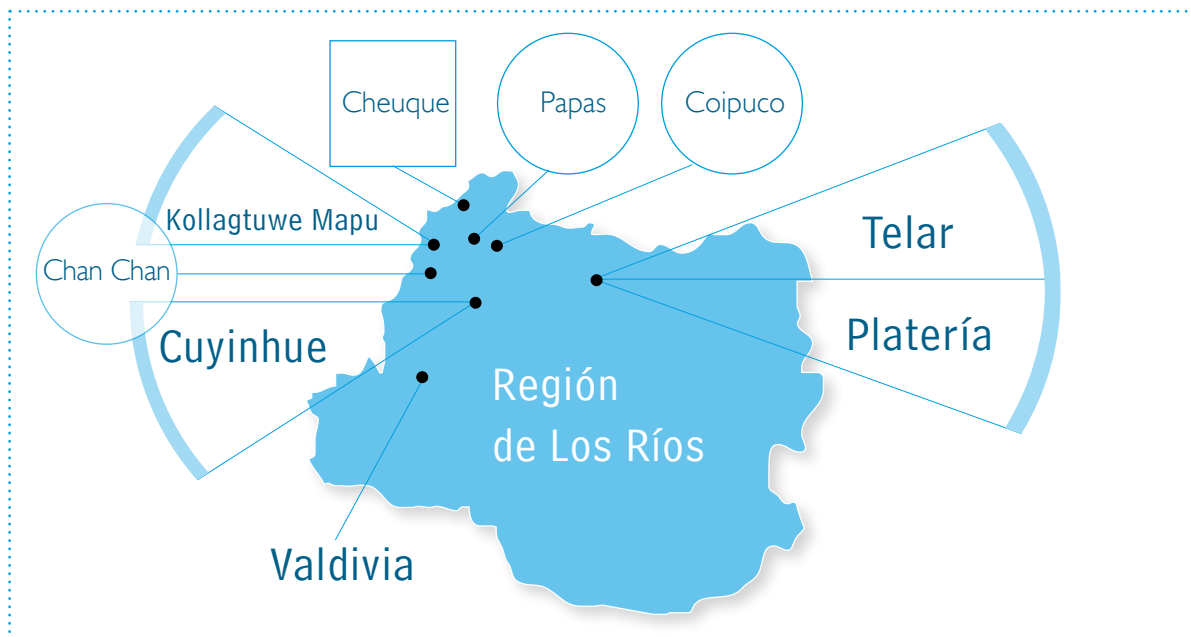 Cheuque
Papas
Coipuco
Kollagtuwe Mapu
Telar
Chan Chan
Platería
Cuyinhue
Región
de Los Ríos
Valdivia